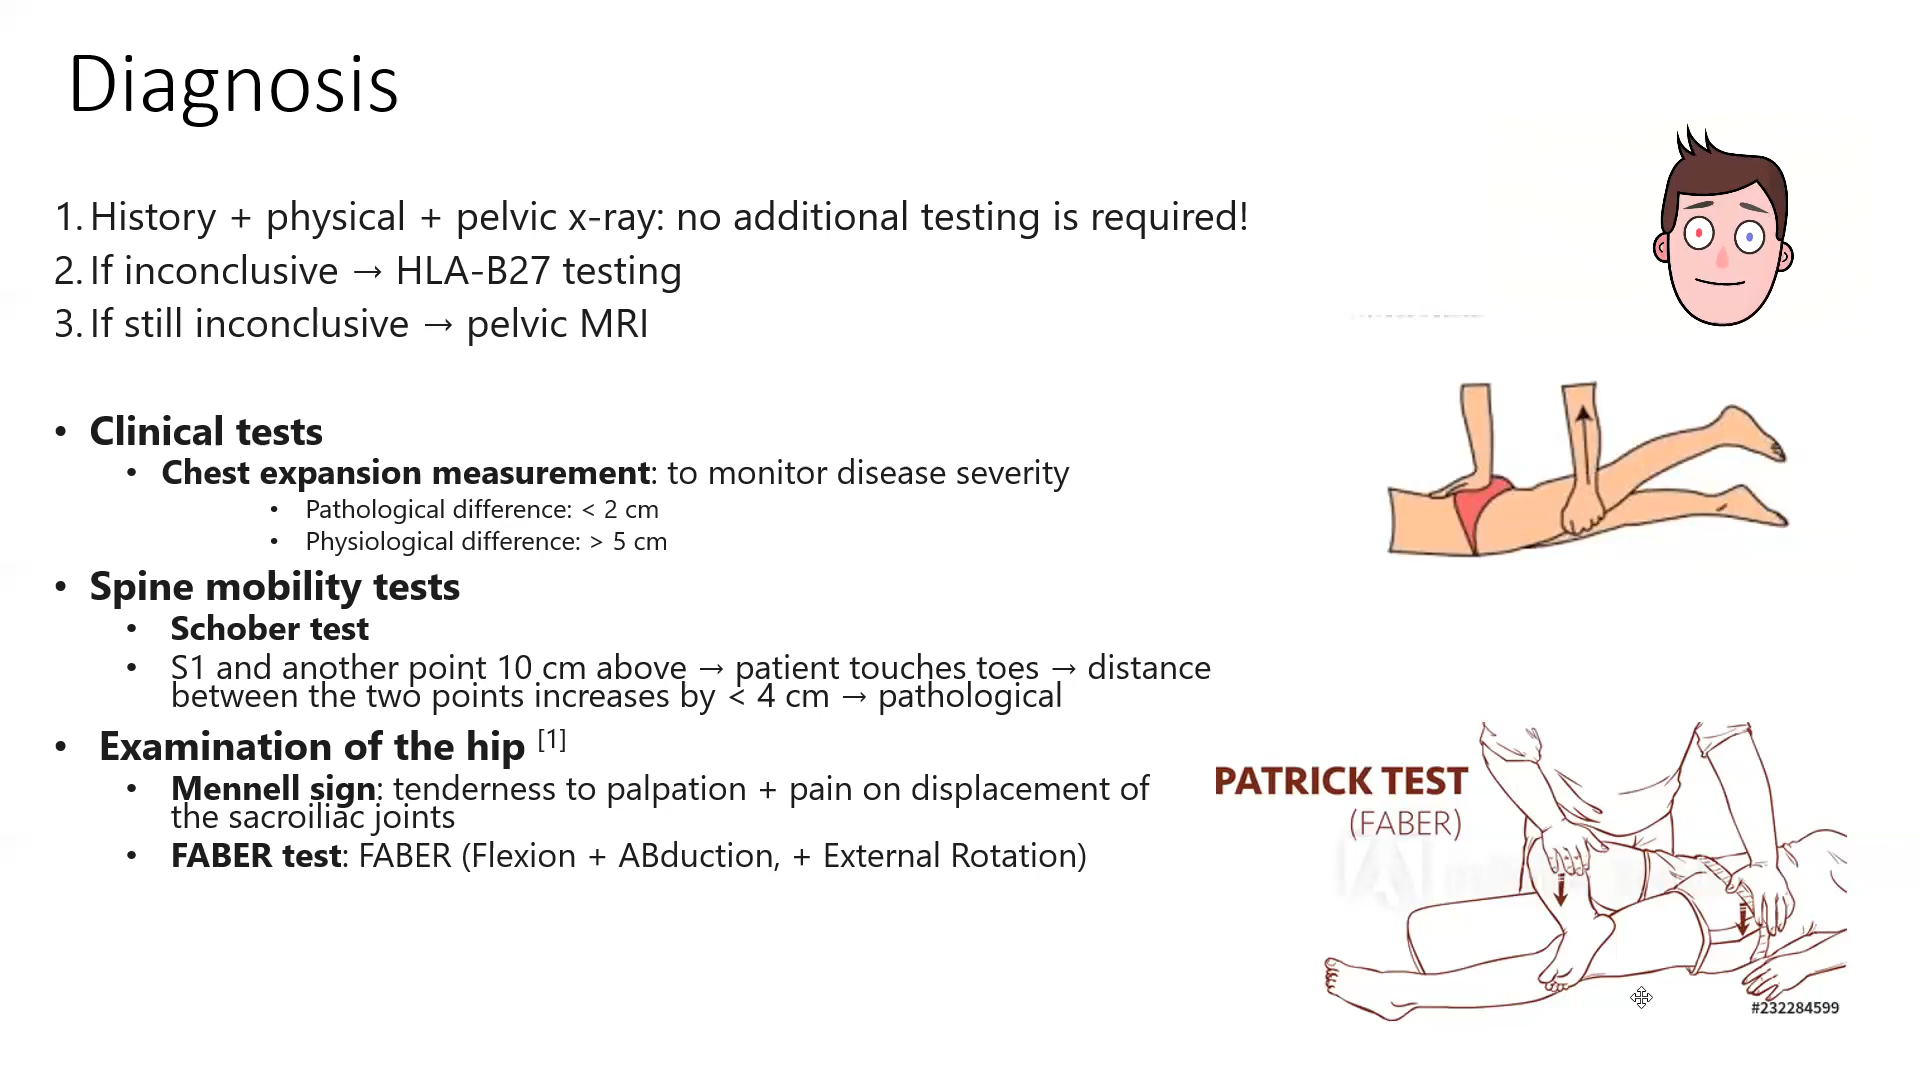 Diagnosis
1. History + physical + pelvic x-ray: no additional testing is required!
2. If inconclusive → HLA-B27 testing
3. If still inconclusive → pelvic MRI
• Clinical tests
• Chest expansion measurement: to monitor disease severity
• Pathological difference: < 2 cm
• Physiological difference: > 5 cm
• Spine mobility tests
• Schober test
• S1 and another point 10 cm above → patient touches toes → distance
between the two points increases by < 4 cm → pathological
• Examination of the hip [1]
• Mennell sign: tenderness to palpation + pain on displacement of
the sacroiliac joints
• FABER test: FABER (Flexion + ABduction, + External Rotation)
PATRICK TEST
(FABER)
#232284599